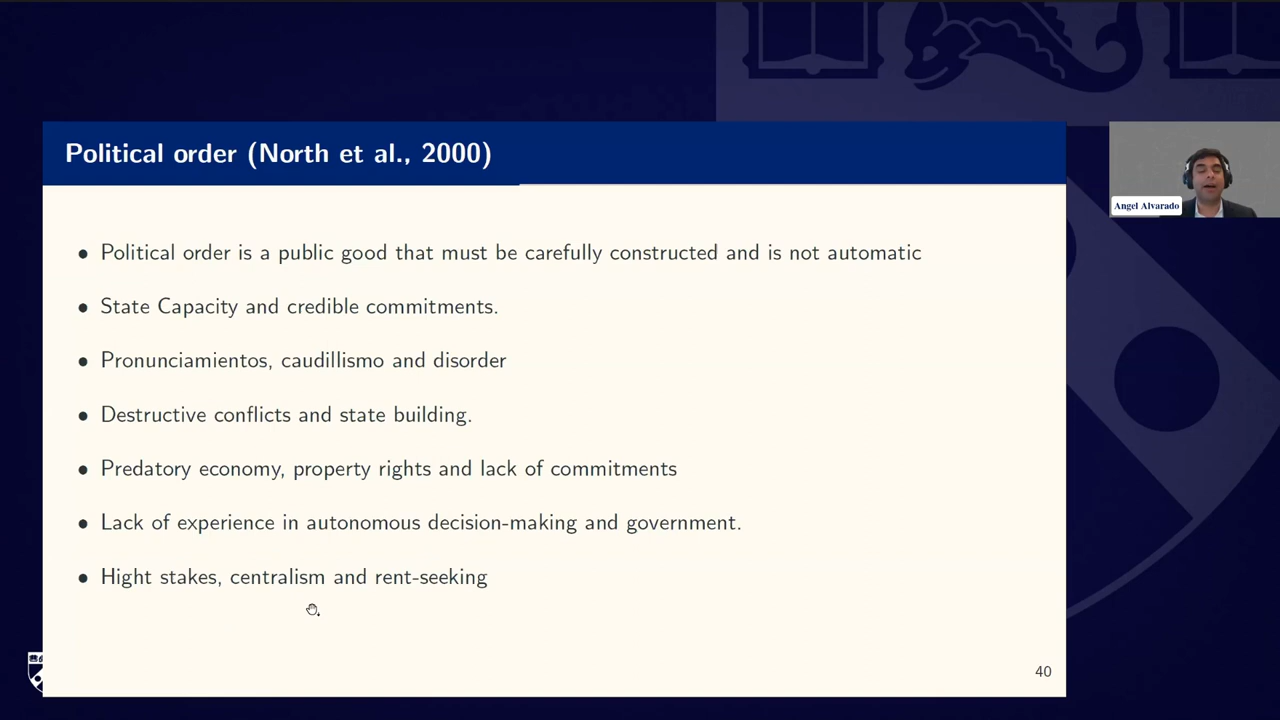 Political order (North et al., 2000)
Angel Alvarado
• Political order is a public good that must be carefully constructed and is not automatic
• State Capacity and credible commitments.
• Pronunciamientos, caudillismo and disorder
• Destructive conflicts and state building.
• Predatory economy, property rights and lack of commitments
• Lack of experience in autonomous decision-making and government.
• Hight stakes, centralism and rent-seeking
40